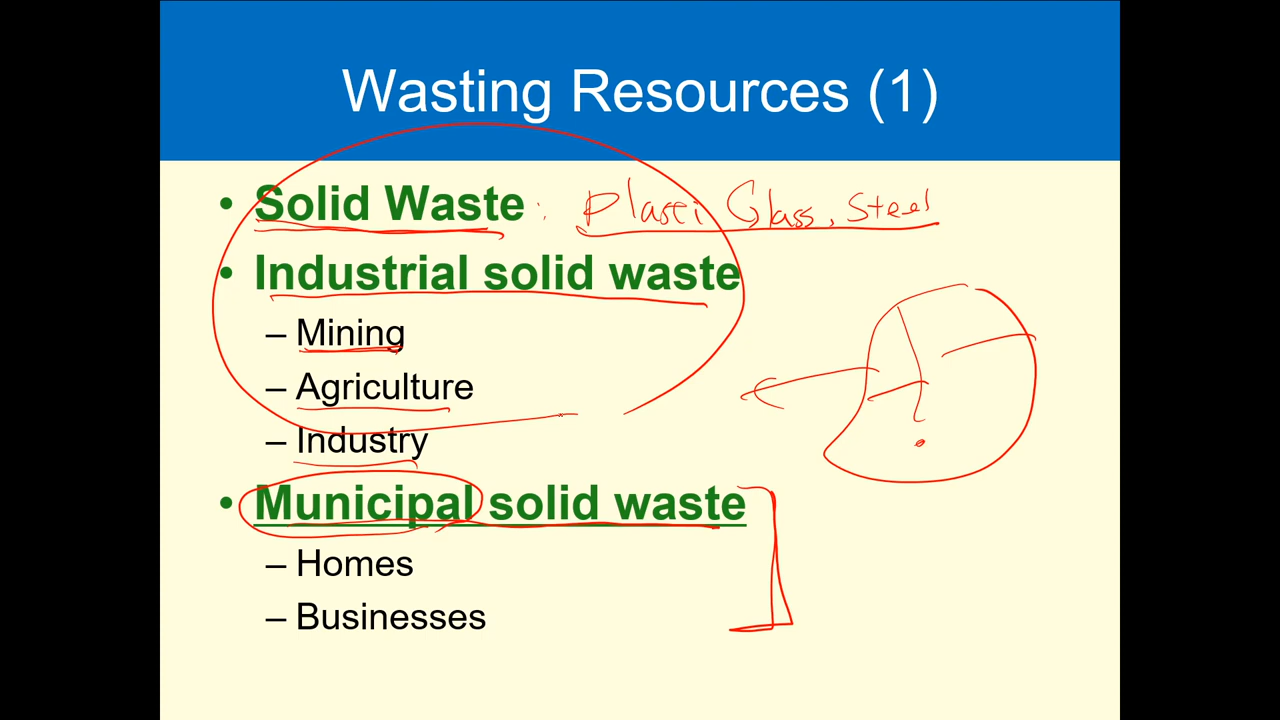 Wasting Resources (1)
• Solid Waste : Plasti Glass, Steel
• Industrial solid waste
– Mining
– Agriculture
– Industry
• Municipal solid waste
– Homes
– Businesses